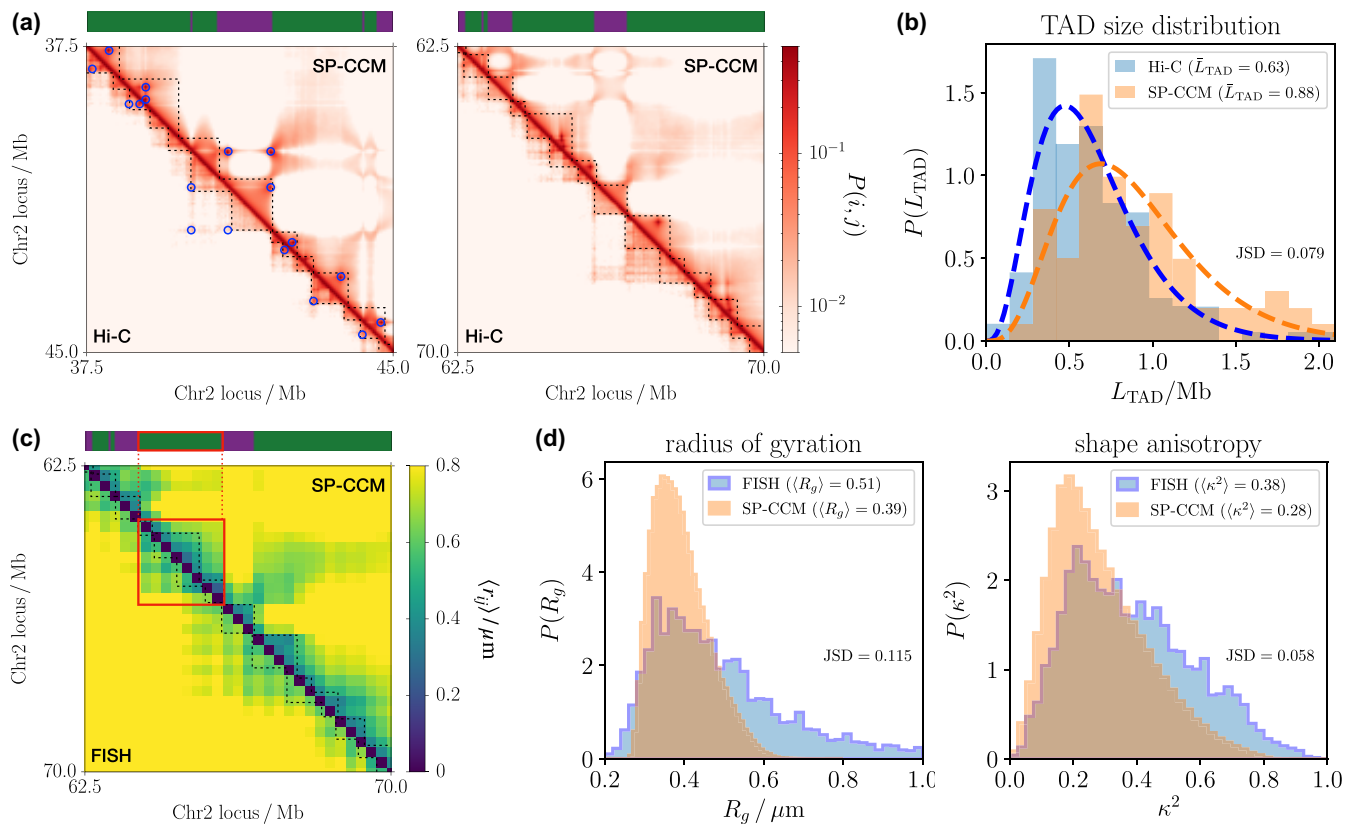 (a)
37.5
SP-CCM
Hi-C
45.0
37.5
45.0
Chr2 locus / Mb
Chr2 locus / Mb
62.5
SP-CCM
Hi-C
70.0
62.5
70.0
Chr2 locus / Mb
10⁻¹
10⁻²
P(i, j)
(b)
TAD size distribution
Hi-C (L̄_TAD = 0.63)
SP-CCM (L̄_TAD = 0.88)
JSD = 0.079
1.5
1.0
0.5
0.0
0.0
0.5
1.0
1.5
2.0
P(L_TAD)
L_TAD/Mb
(c)
62.5
SP-CCM
FISH
70.0
62.5
70.0
Chr2 locus / Mb
Chr2 locus / Mb
0.8
0.6
0.4
0.2
0
⟨r_ij⟩ / μm
(d)
radius of gyration
FISH (⟨R_g⟩ = 0.51)
SP-CCM (⟨R_g⟩ = 0.39)
JSD = 0.115
6
4
2
0
0.2
0.4
0.6
0.8
1.0
P(R_g)
R_g / μm
shape anisotropy
FISH (⟨κ²⟩ = 0.38)
SP-CCM (⟨κ²⟩ = 0.28)
JSD = 0.058
3
2
1
0
0.0
0.2
0.4
0.6
0.8
1.0
P(κ²)
κ²